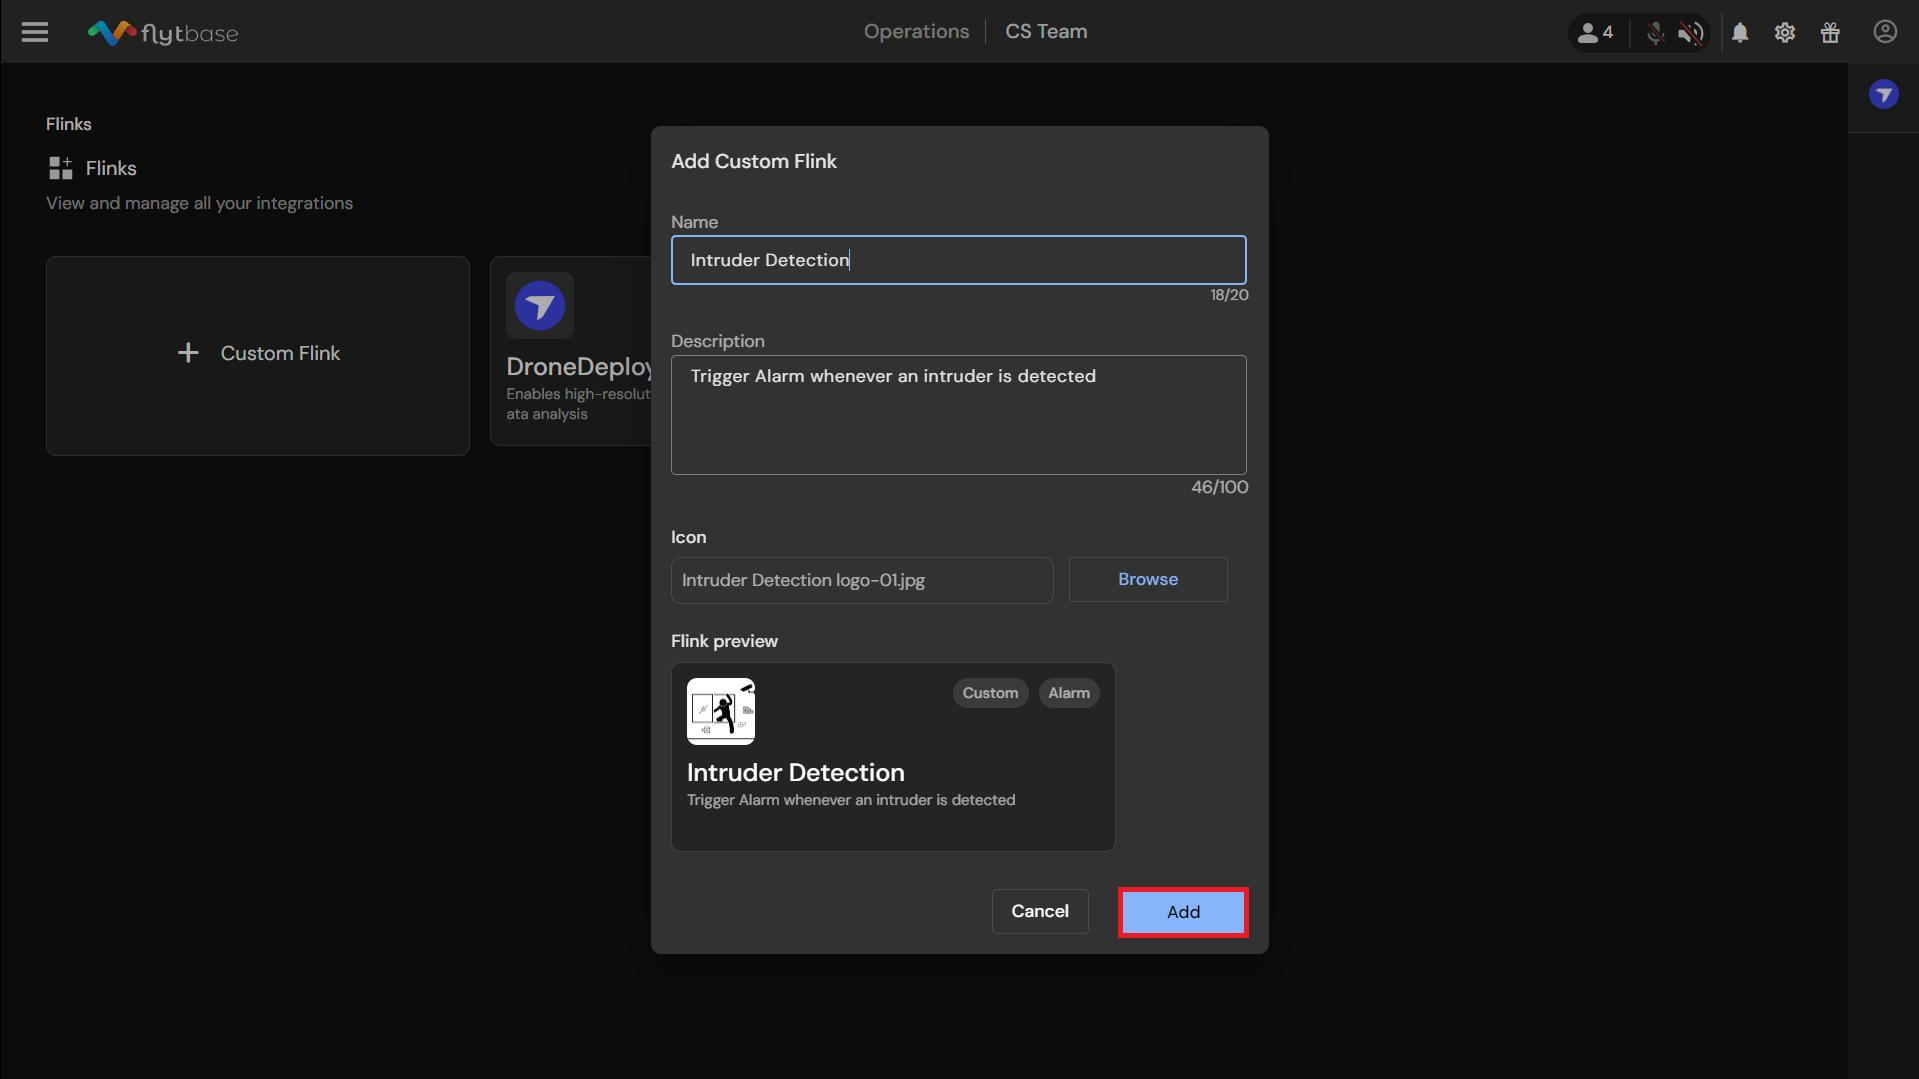 flytbase
Operations
CS Team
4
Flinks
Flinks
View and manage all your integrations
Custom Flink
DroneDeploy
Enables high-resolut
ata analysis
Add Custom Flink
Name
Intruder Detection
18/20
Description
Trigger Alarm whenever an intruder is detected
46/100
Icon
Intruder Detection logo-01.jpg
Browse
Flink preview
Custom
Alarm
Intruder Detection
Trigger Alarm whenever an intruder is detected
Cancel
Add